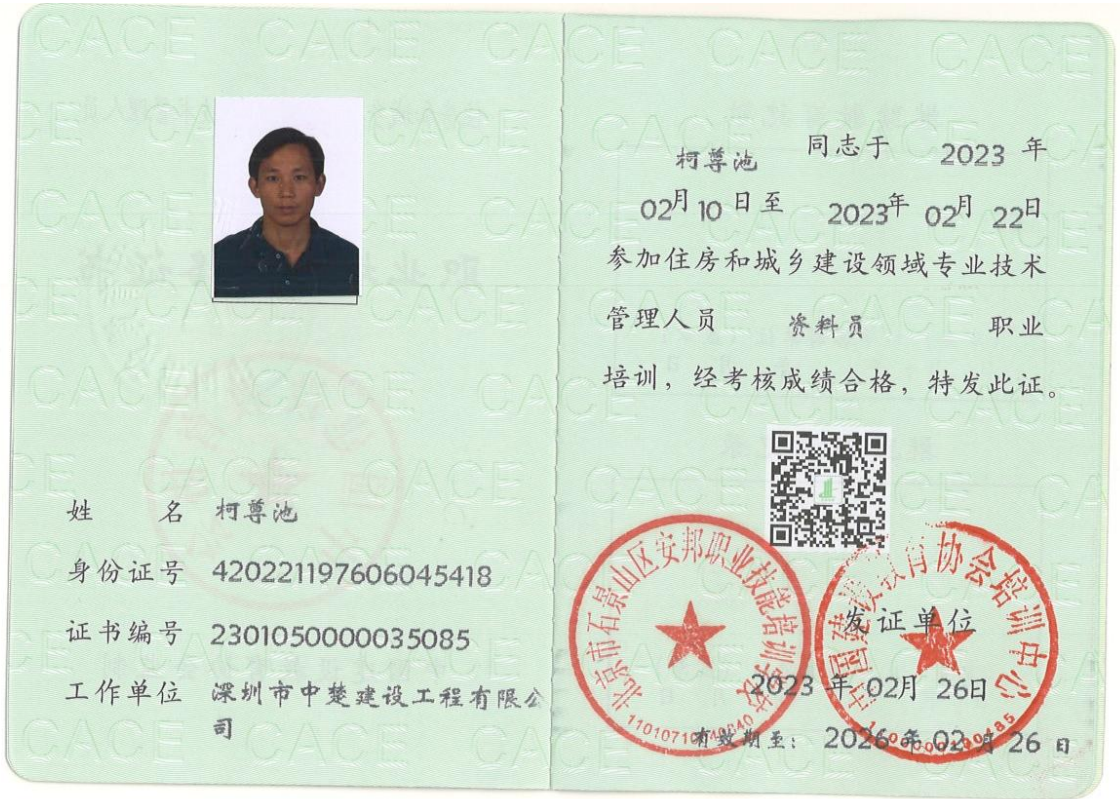 姓名 柯尊池
身份证号 420221197606045418
证书编号 2301050000035085
工作单位 深圳市中楚建设工程有限公
司
柯尊池 同志于 2023 年
02月 10 日至 2023年 02月 22日
参加住房和城乡建设领域专业技术
管理人员 资料员 职业
培训，经考核成绩合格，特发此证。
北京市石景山区安邦职业技能培训学校
中国建设教育协会培训中心
发证单位
2023 年 02月 26日
有效期至： 2026 年 02 月 26 日
CACE